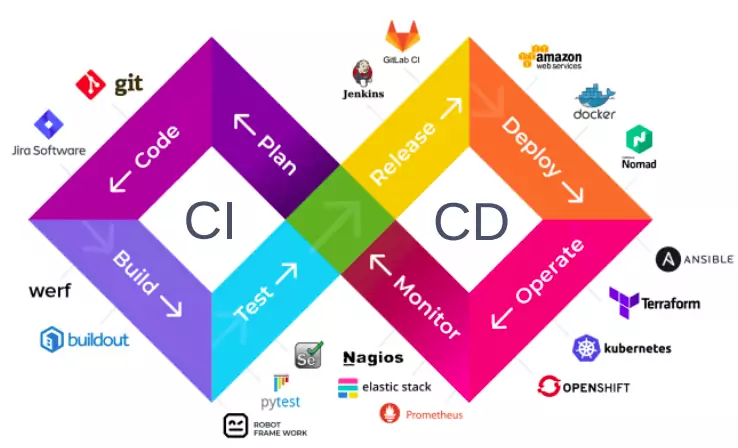 GitLab CI
Jenkins
amazon
web services
docker
Nomad
git
Jira Software
Code
Plan
Release
Deploy
CI
CD
Build
Test
Monitor
Operate
werf
buildout
Se
pytest
ROBOT
FRAME WORK
Nagios
elastic stack
Prometheus
A
ANSIBLE
Terraform
kubernetes
OPENSHIFT